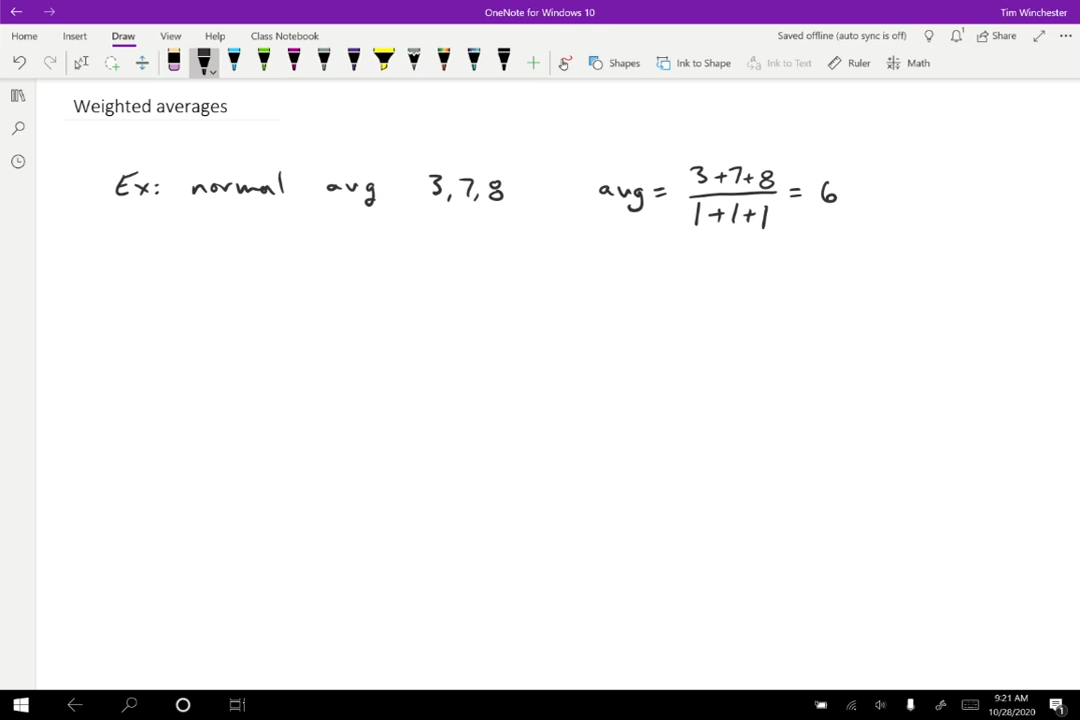 OneNote for Windows 10
Tim Winchester
Home Insert Draw View Help Class Notebook
Saved offline (auto sync is off) Share
Shapes Ink to Shape Ink to Text Ruler Math
Weighted averages
Ex: normal avg 3, 7, 8 avg = (3+7+8)/(1+1+1) = 6
9:21 AM
10/28/2020
1